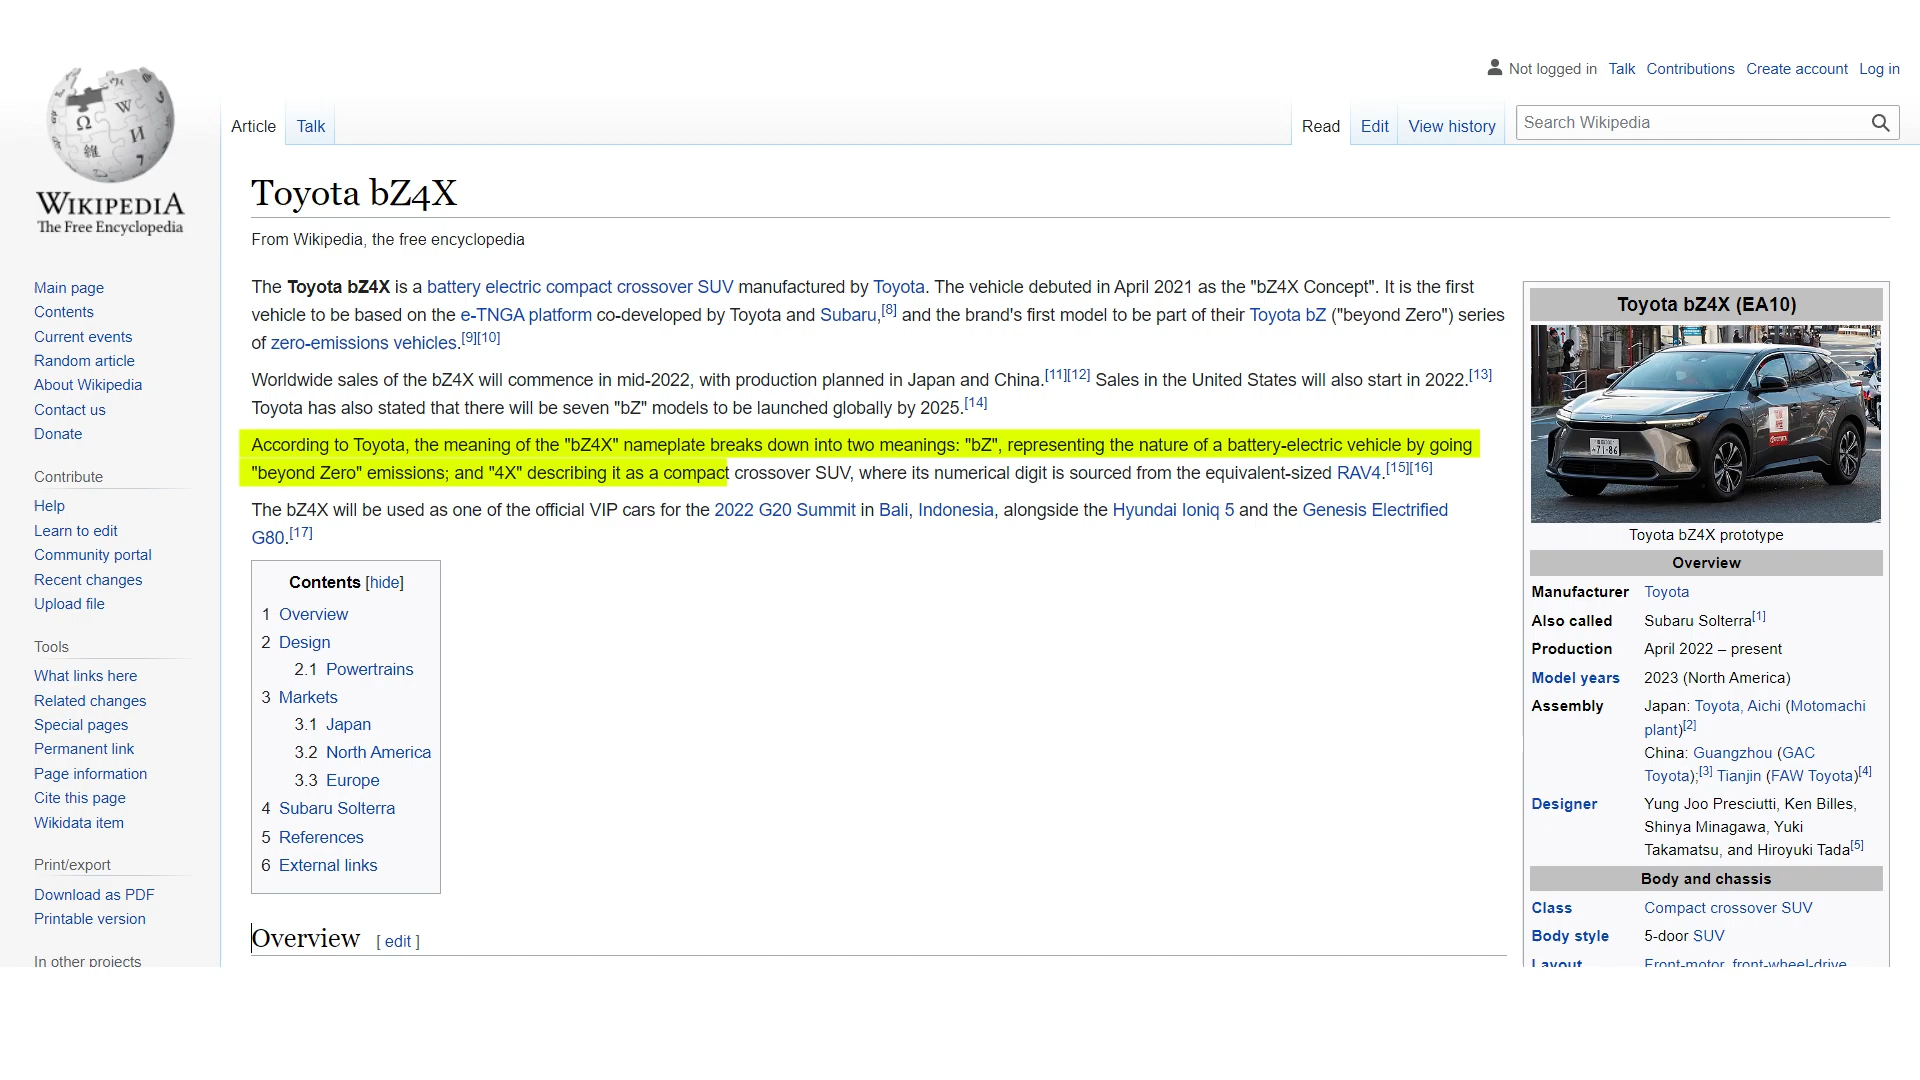 Not logged in Talk Contributions Create account Log in
Article Talk Read Edit View history Search Wikipedia
WIKIPEDIA
The Free Encyclopedia
Main page
Contents
Current events
Random article
About Wikipedia
Contact us
Donate
Contribute
Help
Learn to edit
Community portal
Recent changes
Upload file
Tools
What links here
Related changes
Special pages
Permanent link
Page information
Cite this page
Wikidata item
Print/export
Download as PDF
Printable version
In other projects
Toyota bZ4X
From Wikipedia, the free encyclopedia
The Toyota bZ4X is a battery electric compact crossover SUV manufactured by Toyota. The vehicle debuted in April 2021 as the "bZ4X Concept". It is the first
vehicle to be based on the e-TNGA platform co-developed by Toyota and Subaru,[8] and the brand's first model to be part of their Toyota bZ ("beyond Zero") series
of zero-emissions vehicles.[9][10]
Worldwide sales of the bZ4X will commence in mid-2022, with production planned in Japan and China.[11][12] Sales in the United States will also start in 2022.[13]
Toyota has also stated that there will be seven "bZ" models to be launched globally by 2025.[14]
According to Toyota, the meaning of the "bZ4X" nameplate breaks down into two meanings: "bZ", representing the nature of a battery-electric vehicle by going
"beyond Zero" emissions; and "4X" describing it as a compact crossover SUV, where its numerical digit is sourced from the equivalent-sized RAV4.[15][16]
The bZ4X will be used as one of the official VIP cars for the 2022 G20 Summit in Bali, Indonesia, alongside the Hyundai Ioniq 5 and the Genesis Electrified
G80.[17]
Contents [hide]
1 Overview
2 Design
2.1 Powertrains
3 Markets
3.1 Japan
3.2 North America
3.3 Europe
4 Subaru Solterra
5 References
6 External links
Overview [ edit ]
Toyota bZ4X (EA10)
71-86
Toyota bZ4X prototype
Overview
Manufacturer Toyota
Also called Subaru Solterra[1]
Production April 2022 – present
Model years 2023 (North America)
Assembly Japan: Toyota, Aichi (Motomachi
plant)[2]
China: Guangzhou (GAC
Toyota);[3] Tianjin (FAW Toyota)[4]
Designer Yung Joo Presciutti, Ken Billes,
Shinya Minagawa, Yuki
Takamatsu, and Hiroyuki Tada[5]
Body and chassis
Class Compact crossover SUV
Body style 5-door SUV
Layout Front-motor, front-wheel-drive